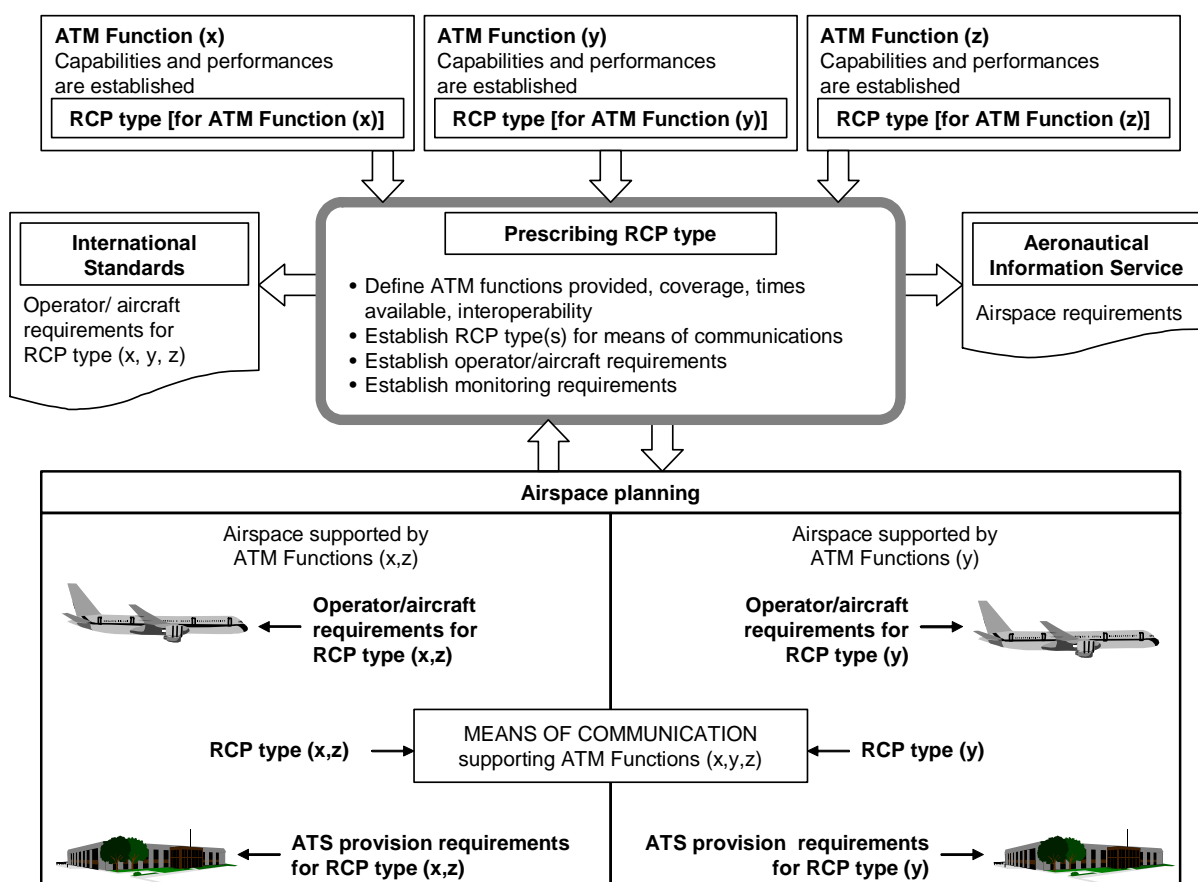 ATM Function (x)
Capabilities and performances
are established
RCP type [for ATM Function (x)]
ATM Function (y)
Capabilities and performances
are established
RCP type [for ATM Function (y)]
ATM Function (z)
Capabilities and performances
are established
RCP type [for ATM Function (z)]
International
Standards
Operator/ aircraft
requirements for
RCP type (x, y, z)
Prescribing RCP type
• Define ATM functions provided, coverage, times
available, interoperability
• Establish RCP type(s) for means of communications
• Establish operator/aircraft requirements
• Establish monitoring requirements
Aeronautical
Information Service
Airspace requirements
Airspace planning
Airspace supported by
ATM Functions (x,z)
Operator/aircraft
requirements for
RCP type (x,z)
Airspace supported by
ATM Functions (y)
Operator/aircraft
requirements for
RCP type (y)
RCP type (x,z)
MEANS OF COMMUNICATION
supporting ATM Functions (x,y,z)
RCP type (y)
ATS provision requirements
for RCP type (x,z)
ATS provision requirements
for RCP type (y)